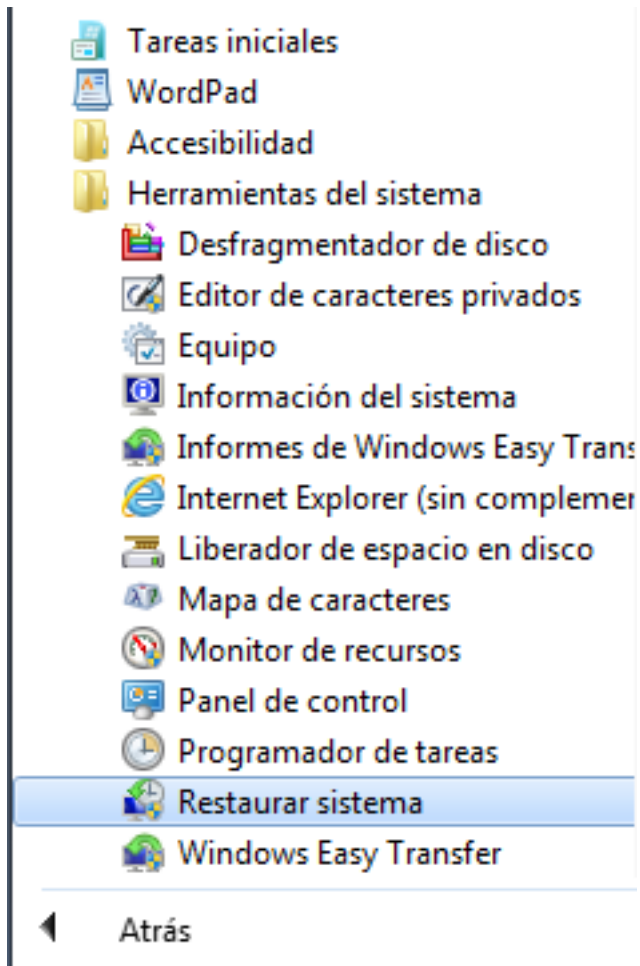 Tareas iniciales
WordPad
Accesibilidad
Herramientas del sistema
Desfragmentador de disco
Editor de caracteres privados
Equipo
Información del sistema
Informes de Windows Easy Trans
Internet Explorer (sin complemen
Liberador de espacio en disco
Mapa de caracteres
Monitor de recursos
Panel de control
Programador de tareas
Restaurar sistema
Windows Easy Transfer
Atrás